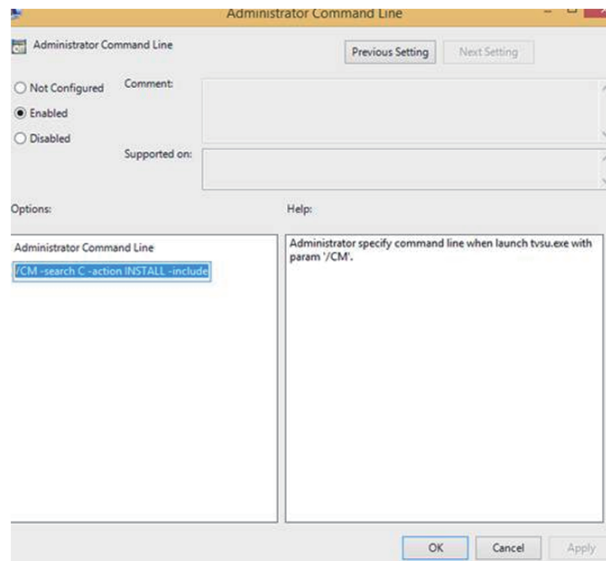 Administrator Command Line
Administrator Command Line
Previous Setting
Next Setting
Not Configured
Comment:
Enabled
Disabled
Supported on:
Options:
Help:
Administrator Command Line
/CM -search C -action INSTALL -include
Administrator specify command line when launch tvsu.exe with
param '/CM'.
OK
Cancel
Apply